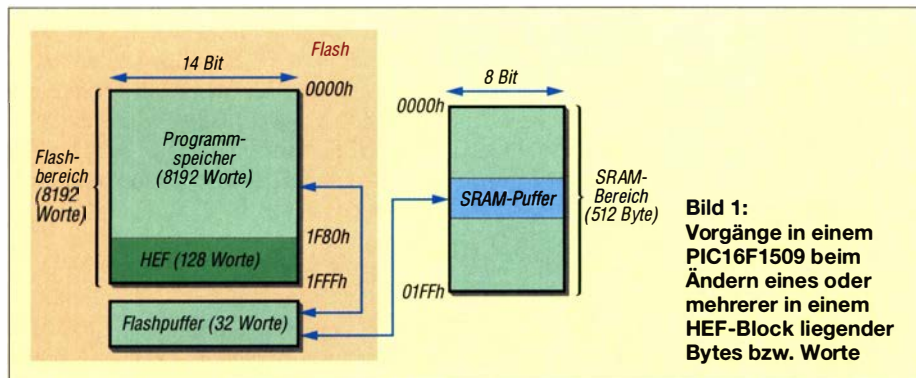 Flash
14 Bit
0000h
Programm-
speicher
(8192 Worte)
Flash-
bereich
(8192
Worte)
1F80h
HEF (128 Worte)
1FFFh
Flashpuffer (32 Worte)
8 Bit
0000h
SRAM-Puffer
SRAM-
Bereich
(512 Byte)
01FFh
Bild 1:
Vorgänge in einem
PIC16F1509 beim
Ändern eines oder
mehrerer in einem
HEF-Block liegender
Bytes bzw. Worte